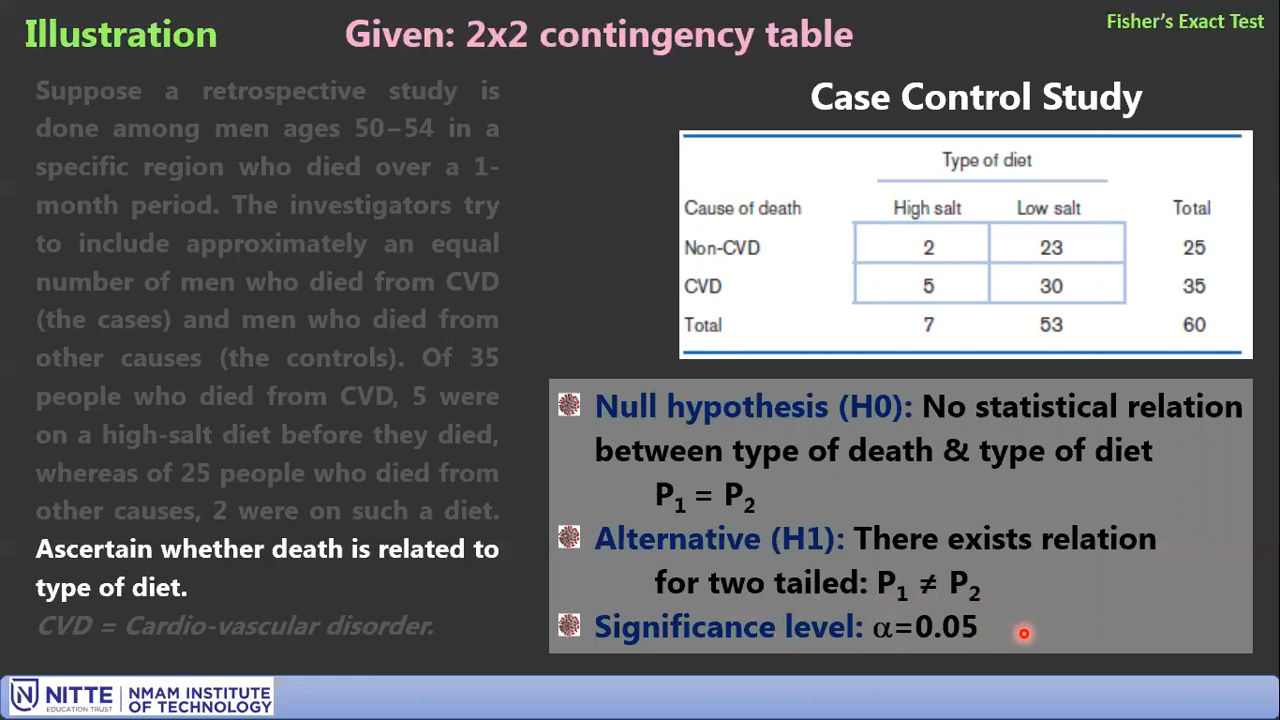 Illustration
Given: 2x2 contingency table
Fisher's Exact Test
Suppose a retrospective study is
done among men ages 50–54 in a
specific region who died over a 1-
month period. The investigators try
to include approximately an equal
number of men who died from CVD
(the cases) and men who died from
other causes (the controls). Of 35
people who died from CVD, 5 were
on a high-salt diet before they died,
whereas of 25 people who died from
other causes, 2 were on such a diet.
Ascertain whether death is related to
type of diet.
CVD = Cardio-vascular disorder.
Case Control Study
Type of diet
Cause of death High salt Low salt Total
Non-CVD 2 23 25
CVD 5 30 35
Total 7 53 60
Null hypothesis (H0): No statistical relation
between type of death & type of diet
P₁ = P₂
Alternative (H1): There exists relation
for two tailed: P₁ ≠ P₂
Significance level: α=0.05
NITTE
EDUCATION TRUST
NMAM INSTITUTE
OF TECHNOLOGY